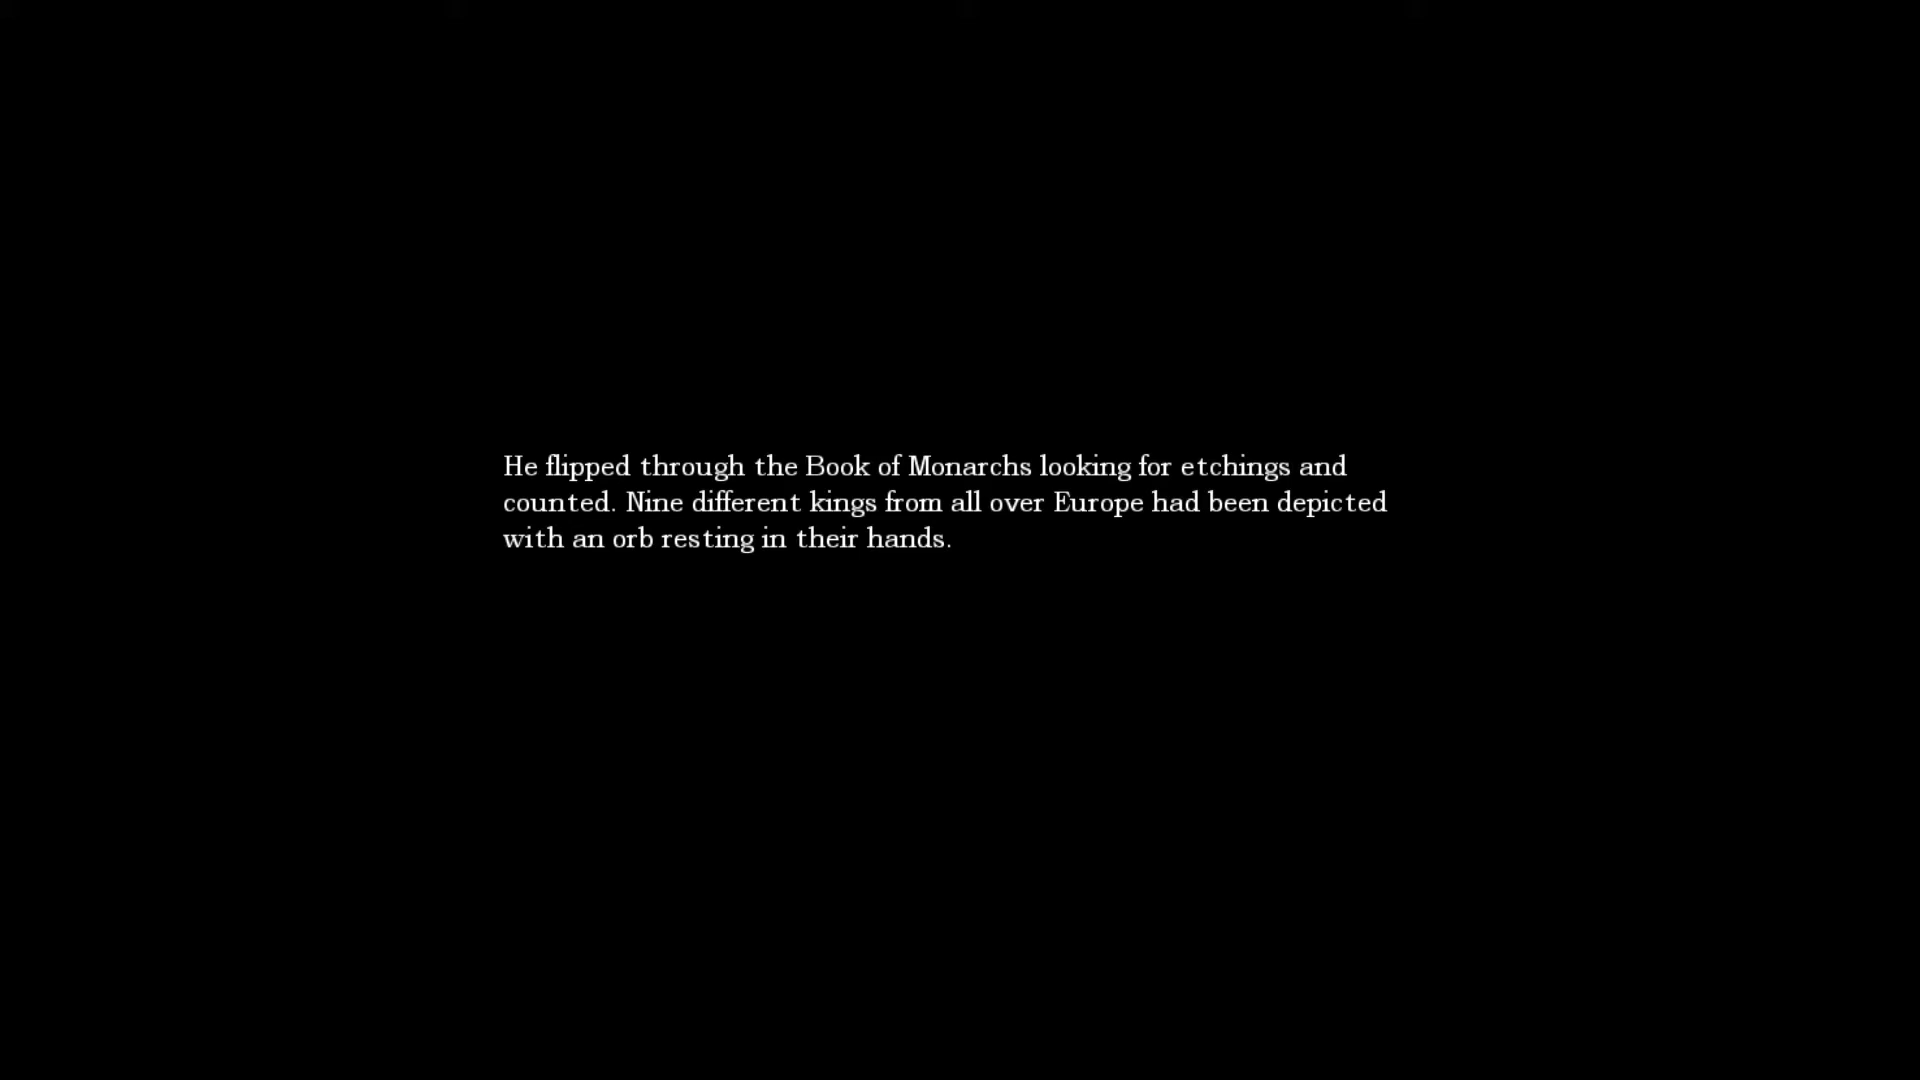 He flipped through the Book of Monarchs looking for etchings and
counted. Nine different kings from all over Europe had been depicted
with an orb resting in their hands.